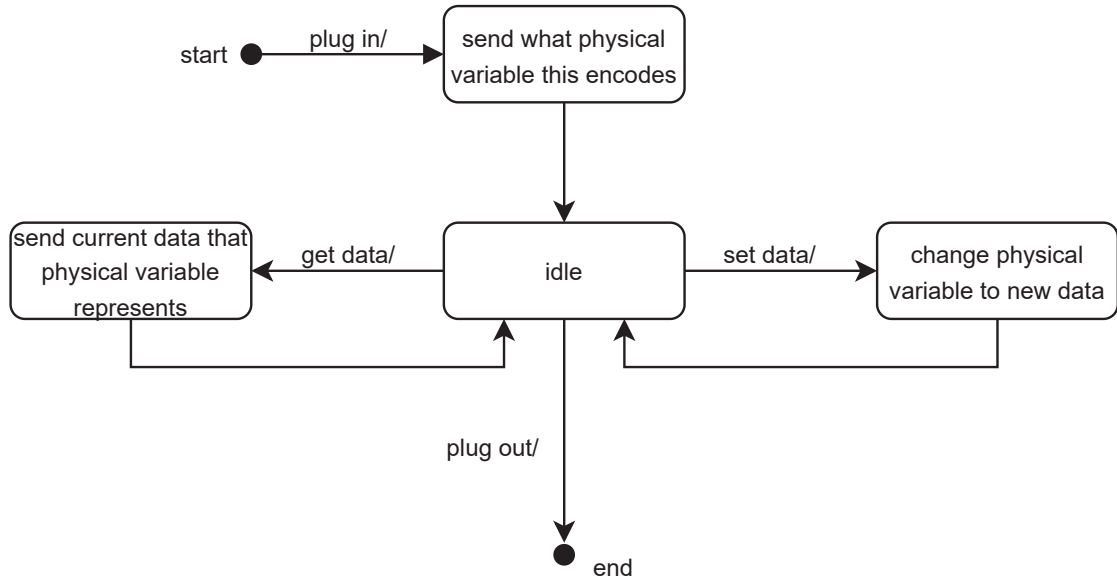 start
plug in/
send what physical
variable this encodes
send current data that
physical variable
represents
get data/
idle
set data/
change physical
variable to new data
plug out/
end